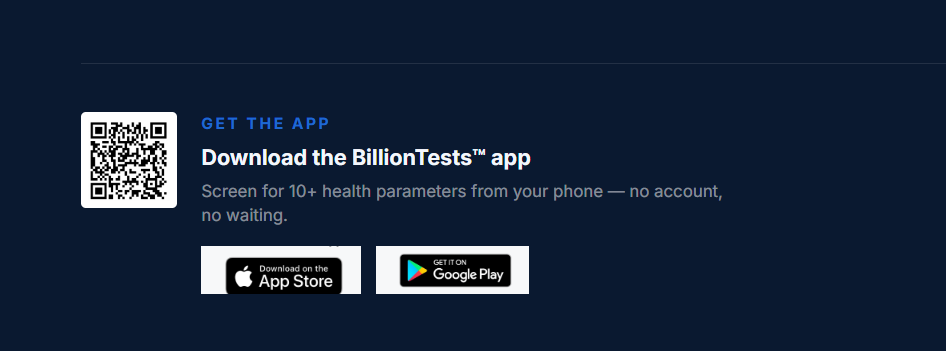 GET THE APP
Download the BillionTests™ app
Screen for 10+ health parameters from your phone — no account,
no waiting.
Download on the
App Store
GET IT ON
Google Play